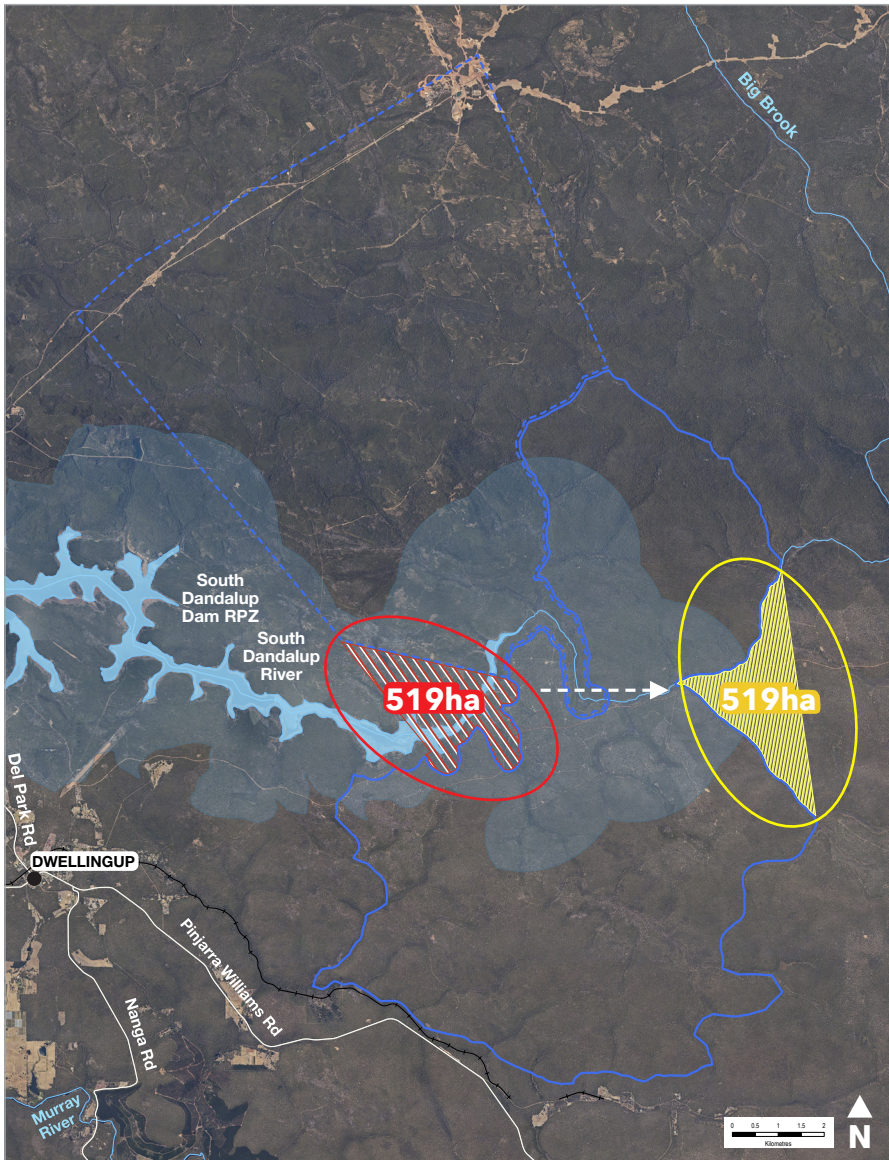 Big Brook
South
Dandalup
Dam RPZ
South
Dandalup
River
519ha
519ha
Del Park Rd
DWELLINGUP
Pinjarra Williams Rd
Nanga Rd
Murray
River
0 0.5 1 1.5 2
Kilometres
N